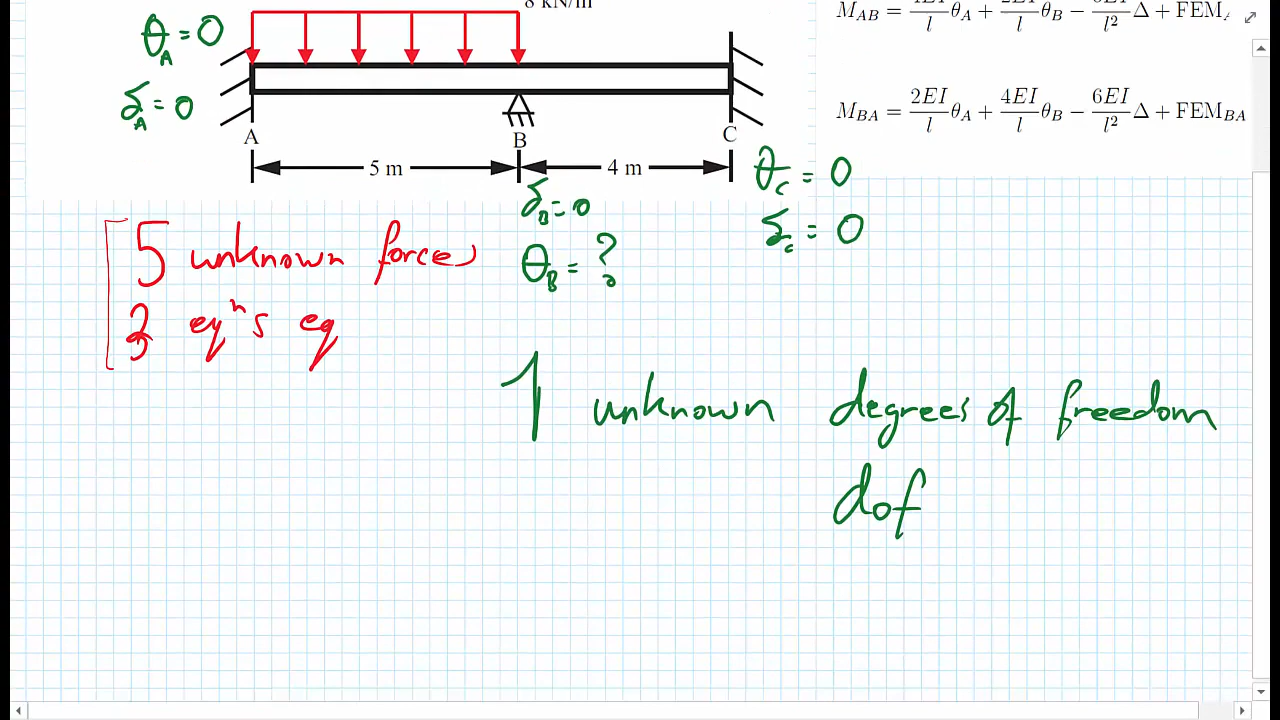 8 kN/m
θA = 0
δA = 0
A
B
C
5 m
4 m
MAB = 4EI/l θA + 2EI/l θB − 6EI/l² Δ + FEMA
MBA = 2EI/l θA + 4EI/l θB − 6EI/l² Δ + FEMBA
θC = 0
δC = 0
δB = 0
θB = ?
5 unknown forces
3 eqⁿs eq
1 unknown degrees of freedom
dof